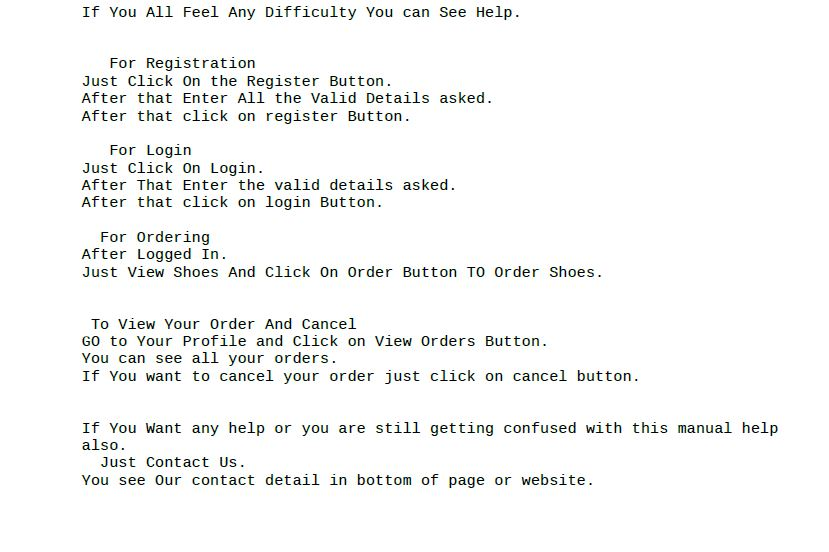 If You All Feel Any Difficulty You can See Help.
For Registration
Just Click On the Register Button.
After that Enter All the Valid Details asked.
After that click on register Button.
For Login
Just Click On Login.
After That Enter the valid details asked.
After that click on login Button.
For Ordering
After Logged In.
Just View Shoes And Click On Order Button TO Order Shoes.
To View Your Order And Cancel
GO to Your Profile and Click on View Orders Button.
You can see all your orders.
If You want to cancel your order just click on cancel button.
If You Want any help or you are still getting confused with this manual help
also.
Just Contact Us.
You see Our contact detail in bottom of page or website.